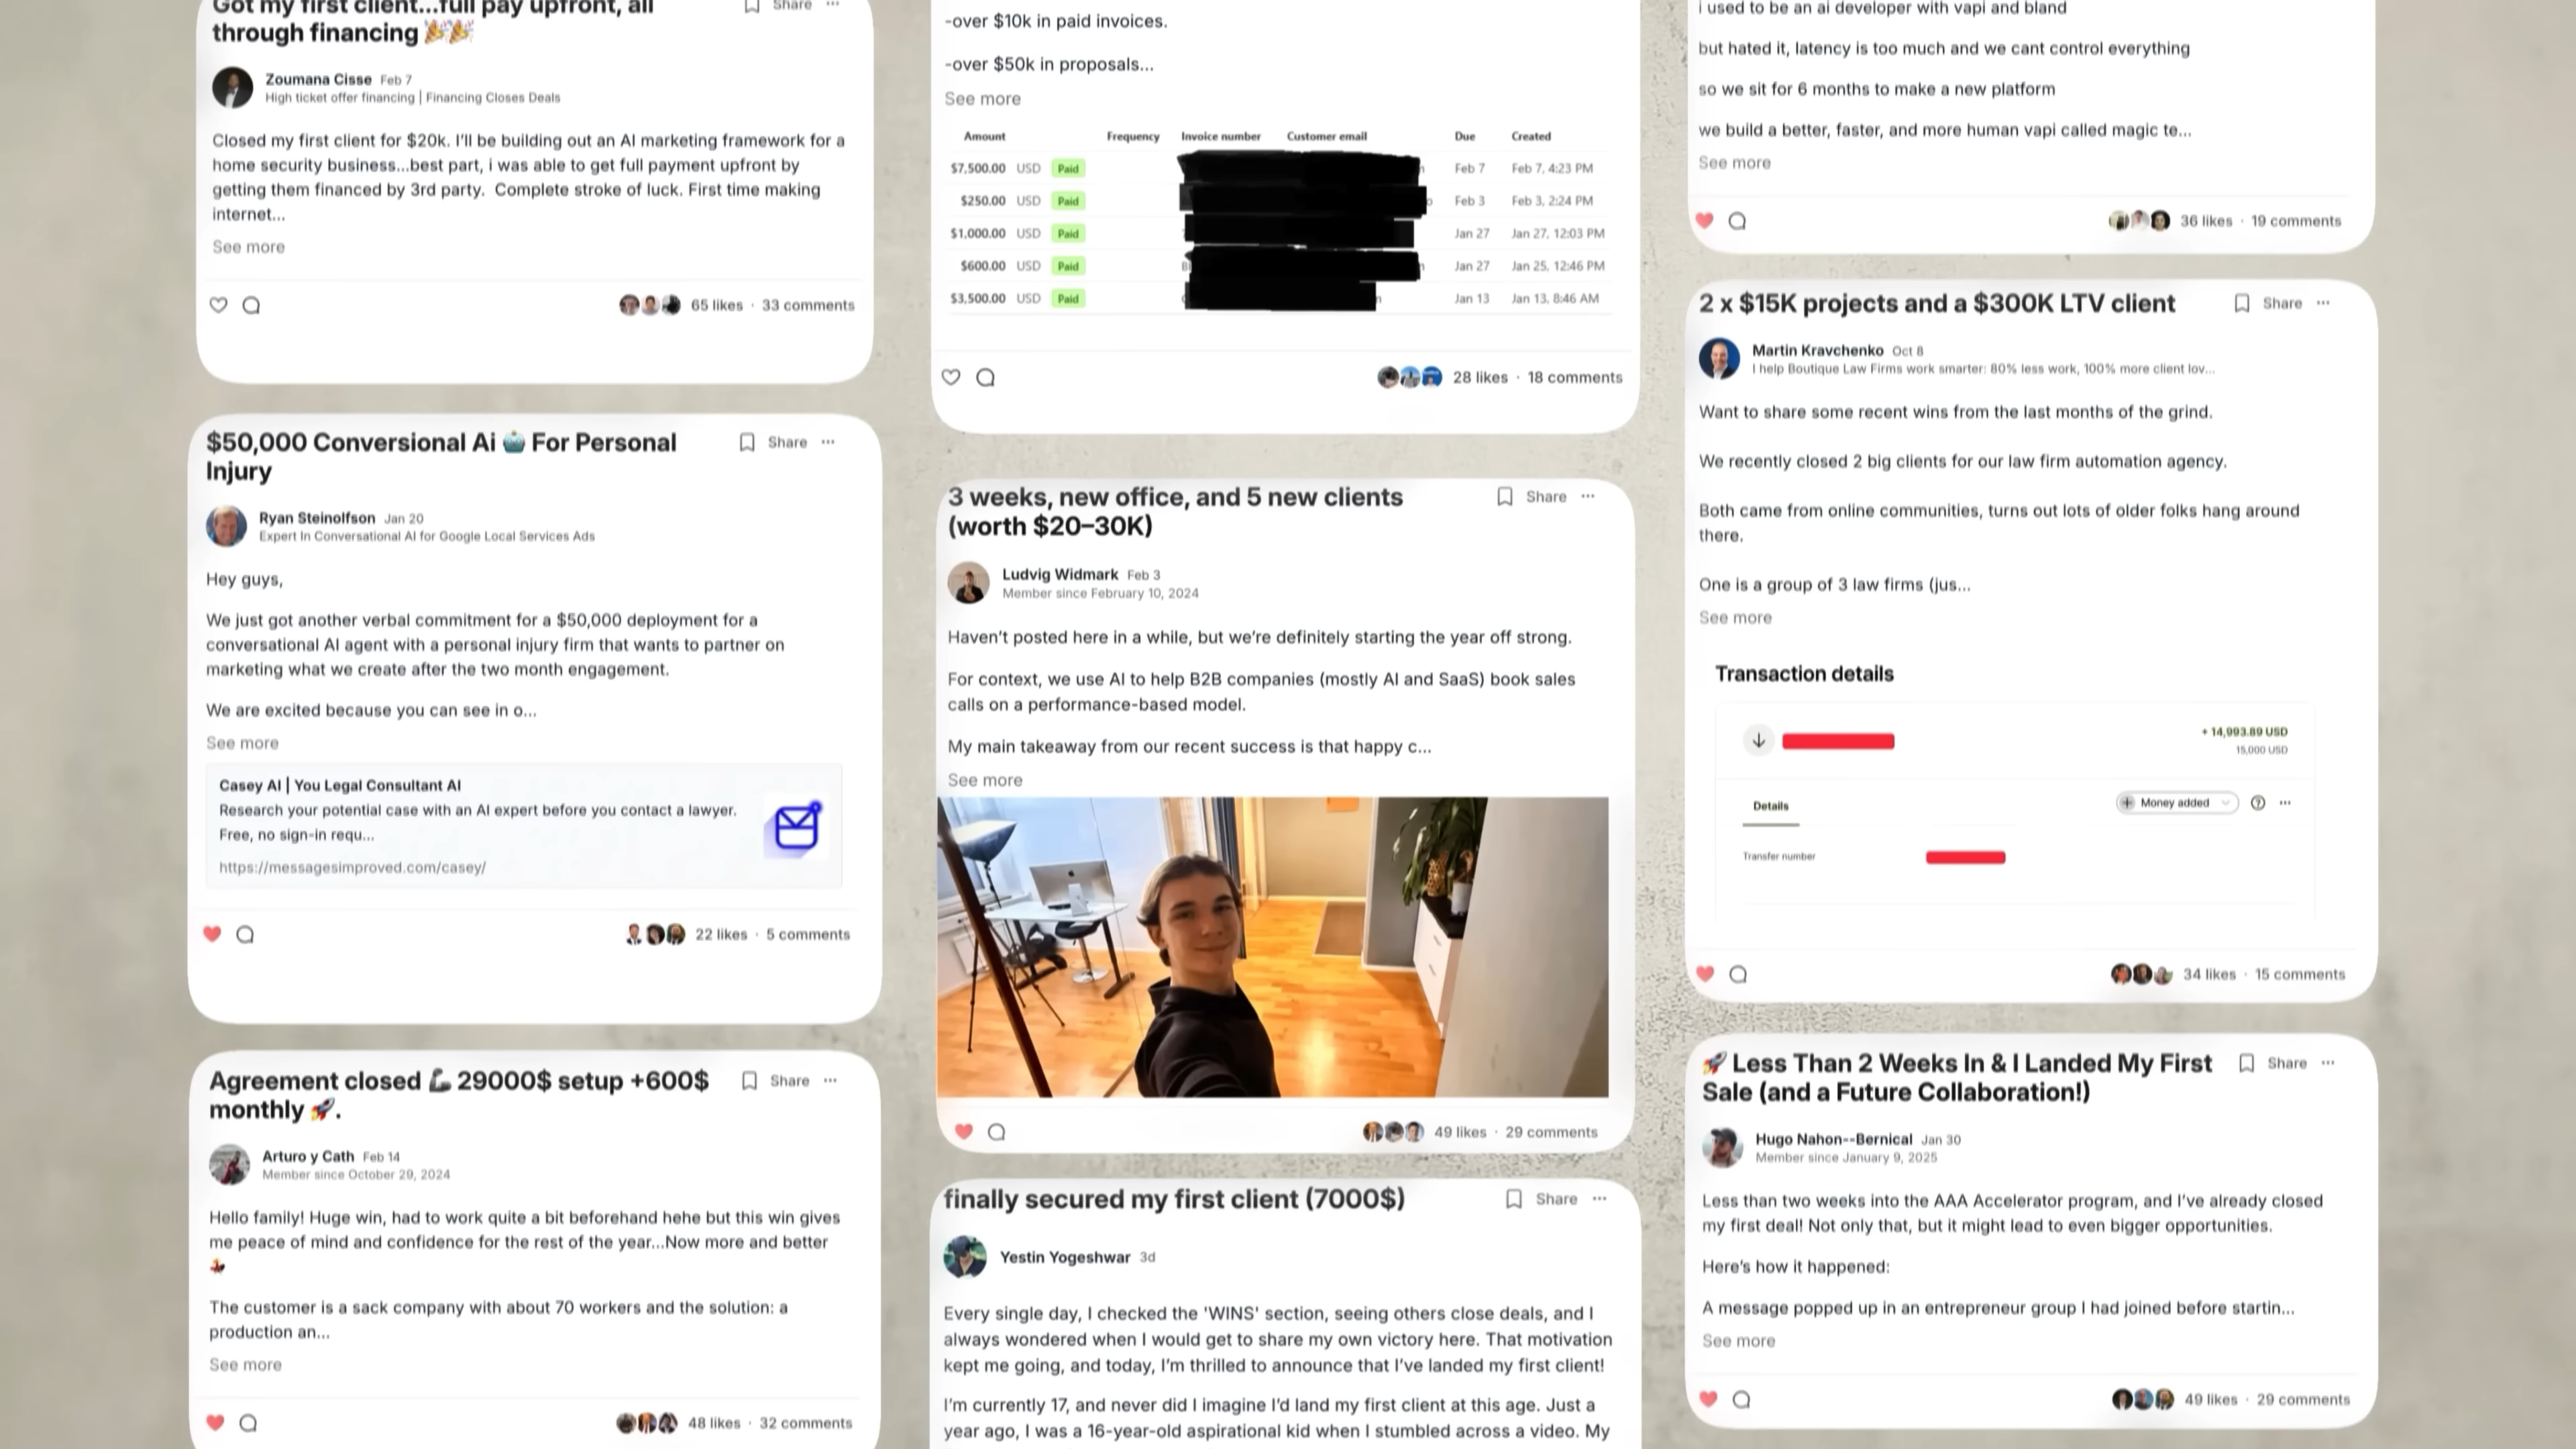 Got my first client...full pay upfront, all
through financing 🎉🎉
Share ...
Zoumana Cisse Feb 7
High ticket offer financing | Financing Closes Deals
Closed my first client for $20k. I'll be building out an AI marketing framework for a
home security business...best part, i was able to get full payment upfront by
getting them financed by 3rd party. Complete stroke of luck. First time making
internet...
See more
65 likes · 33 comments
$50,000 Conversional Ai 🤖 For Personal
Injury
Share ...
Ryan Steinolfson Jan 20
Expert In Conversational AI for Google Local Services Ads
Hey guys,
We just got another verbal commitment for a $50,000 deployment for a
conversational AI agent with a personal injury firm that wants to partner on
marketing what we create after the two month engagement.
We are excited because you can see in o...
See more
Casey AI | You Legal Consultant AI
Research your potential case with an AI expert before you contact a lawyer.
Free, no sign-in requ...
https://messagesimproved.com/casey/
22 likes · 5 comments
Agreement closed 💪 29000$ setup +600$
monthly 🚀.
Share ...
Arturo y Cath Feb 14
Member since October 29, 2024
Hello family! Huge win, had to work quite a bit beforehand hehe but this win gives
me peace of mind and confidence for the rest of the year...Now more and better
The customer is a sack company with about 70 workers and the solution: a
production an...
See more
48 likes · 32 comments
-over $10k in paid invoices.
-over $50k in proposals...
See more
Amount Frequency Invoice number Customer email Due Created
$7,500.00 USD Paid Feb 7 Feb 7, 4:23 PM
$250.00 USD Paid Feb 3 Feb 3, 2:24 PM
$1,000.00 USD Paid Jan 27 Jan 27, 12:03 PM
$600.00 USD Paid Jan 27 Jan 25, 12:46 PM
$3,500.00 USD Paid Jan 13 Jan 13, 8:46 AM
28 likes · 18 comments
3 weeks, new office, and 5 new clients
(worth $20–30K)
Share ...
Ludvig Widmark Feb 3
Member since February 10, 2024
Haven't posted here in a while, but we're definitely starting the year off strong.
For context, we use AI to help B2B companies (mostly AI and SaaS) book sales
calls on a performance-based model.
My main takeaway from our recent success is that happy c...
See more
49 likes · 29 comments
finally secured my first client (7000$)
Share ...
Yestin Yogeshwar 3d
Every single day, I checked the 'WINS' section, seeing others close deals, and I
always wondered when I would get to share my own victory here. That motivation
kept me going, and today, I'm thrilled to announce that I've landed my first client!
I'm currently 17, and never did I imagine I'd land my first client at this age. Just a
year ago, I was a 16-year-old aspirational kid when I stumbled across a video. My
i used to be an ai developer with vapi and bland
but hated it, latency is too much and we cant control everything
so we sit for 6 months to make a new platform
we build a better, faster, and more human vapi called magic te...
See more
36 likes · 19 comments
2 x $15K projects and a $300K LTV client
Share ...
Martin Kravchenko Oct 8
I help Boutique Law Firms work smarter: 80% less work, 100% more client lov...
Want to share some recent wins from the last months of the grind.
We recently closed 2 big clients for our law firm automation agency.
Both came from online communities, turns out lots of older folks hang around
there.
One is a group of 3 law firms (jus...
See more
Transaction details
+ 14,993.89 USD
15,000 USD
Details
Money added
Transfer number
34 likes · 15 comments
🚀 Less Than 2 Weeks In & I Landed My First
Sale (and a Future Collaboration!)
Share ...
Hugo Nahon--Bernical Jan 30
Member since January 9, 2025
Less than two weeks into the AAA Accelerator program, and I've already closed
my first deal! Not only that, but it might lead to even bigger opportunities.
Here's how it happened:
A message popped up in an entrepreneur group I had joined before startin...
See more
49 likes · 29 comments